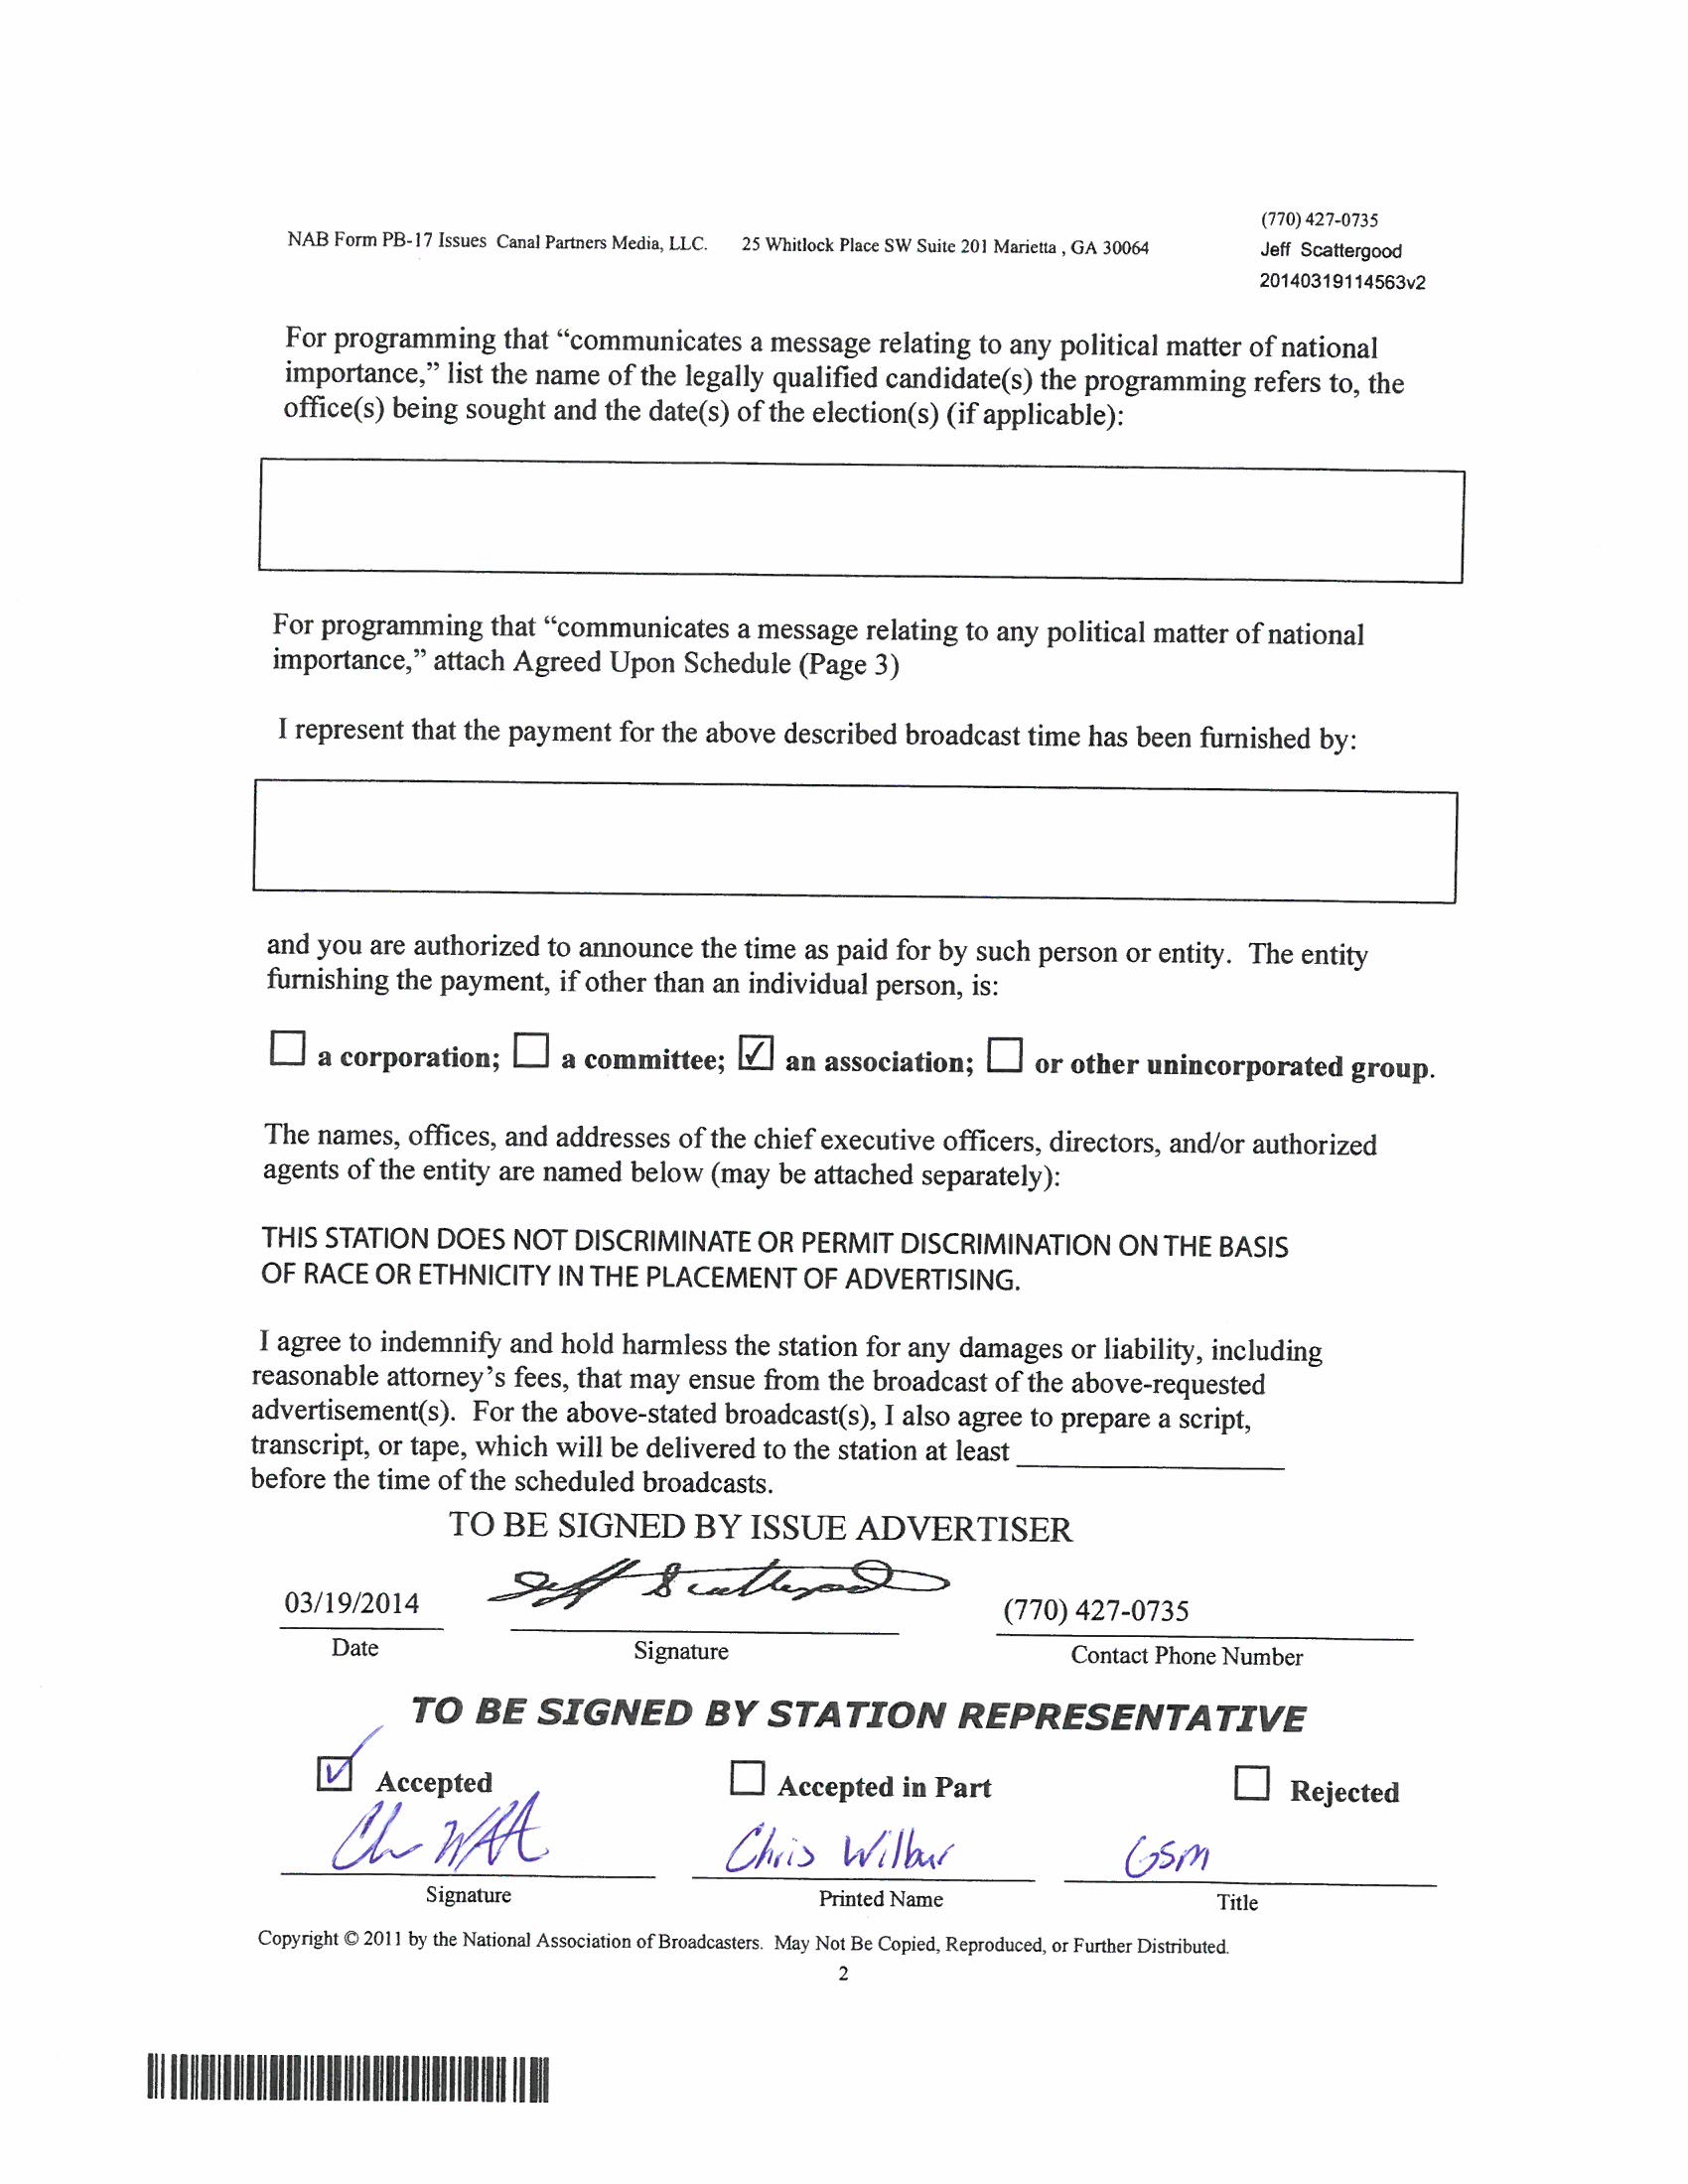 (770) 427-0735
NAB Form PB-17 Issues Canal Partners Media, LLC. 25 Whitlock Place SW Suite 201 Marietta , GA 30064
Jeff Scattergood
20140319114563v2
For programming that “communicates a message relating to any political matter of national
importance,” list the name of the legally qualified candidate(s) the programming refers to, the
office(s) being sought and the date(s) of the election(s) (if applicable):
For programming that “communicates a message relating to any political matter of national
importance,” attach Agreed Upon Schedule (Page 3)
I represent that the payment for the above described broadcast time has been furnished by:
and you are authorized to announce the time as paid for by such person or entity. The entity
furnishing the payment, if other than an individual person, is:
a corporation; a committee; ✓ an association; or other unincorporated group.
The names, offices, and addresses of the chief executive officers, directors, and/or authorized
agents of the entity are named below (may be attached separately):
THIS STATION DOES NOT DISCRIMINATE OR PERMIT DISCRIMINATION ON THE BASIS
OF RACE OR ETHNICITY IN THE PLACEMENT OF ADVERTISING.
I agree to indemnify and hold harmless the station for any damages or liability, including
reasonable attorney’s fees, that may ensue from the broadcast of the above-requested
advertisement(s). For the above-stated broadcast(s), I also agree to prepare a script,
transcript, or tape, which will be delivered to the station at least
before the time of the scheduled broadcasts.
TO BE SIGNED BY ISSUE ADVERTISER
03/19/2014 Jeff Scattergood (770) 427-0735
Date Signature Contact Phone Number
TO BE SIGNED BY STATION REPRESENTATIVE
✓ Accepted Accepted in Part Rejected
Chris Wilbur GSM
Signature Printed Name Title
Copyright © 2011 by the National Association of Broadcasters. May Not Be Copied, Reproduced, or Further Distributed.
2